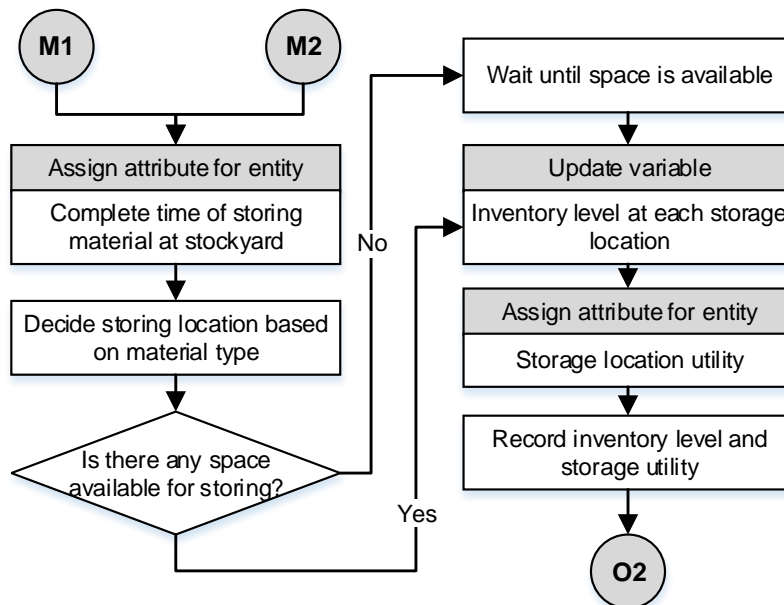 M1
M2
Assign attribute for entity
Complete time of storing
material at stockyard
Decide storing location based
on material type
Is there any space
available for storing?
No
Yes
Wait until space is available
Update variable
Inventory level at each storage
location
Assign attribute for entity
Storage location utility
Record inventory level and
storage utility
O2